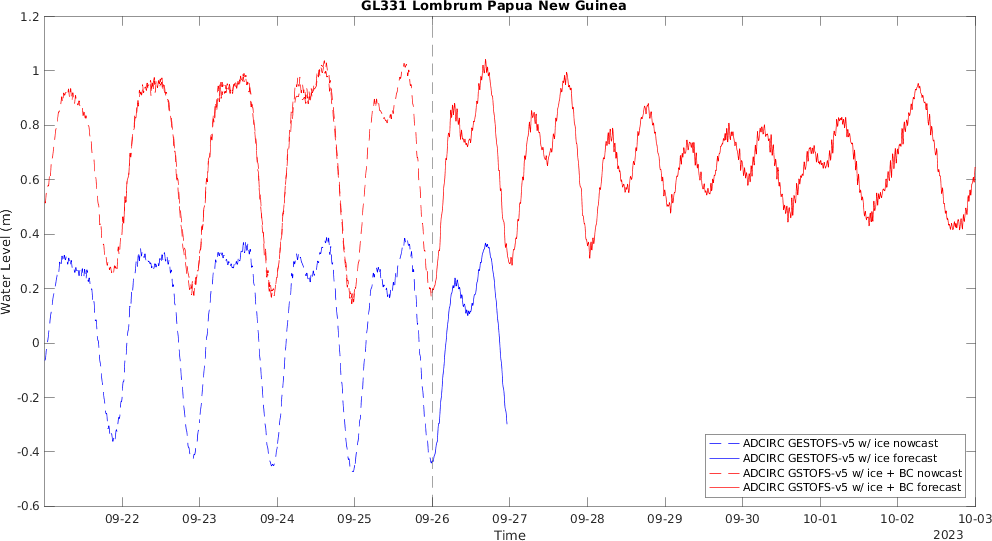 GL331 Lombrum Papua New Guinea
1.2
1
0.8
0.6
0.4
0.2
0
-0.2
-0.4
-0.6
Water Level (m)
ADCIRC GESTOFS-v5 w/ ice nowcast
ADCIRC GESTOFS-v5 w/ ice forecast
ADCIRC GSTOFS-v5 w/ ice + BC nowcast
ADCIRC GSTOFS-v5 w/ ice + BC forecast
09-22 09-23 09-24 09-25 09-26 09-27 09-28 09-29 09-30 10-01 10-02 10-03
Time
2023